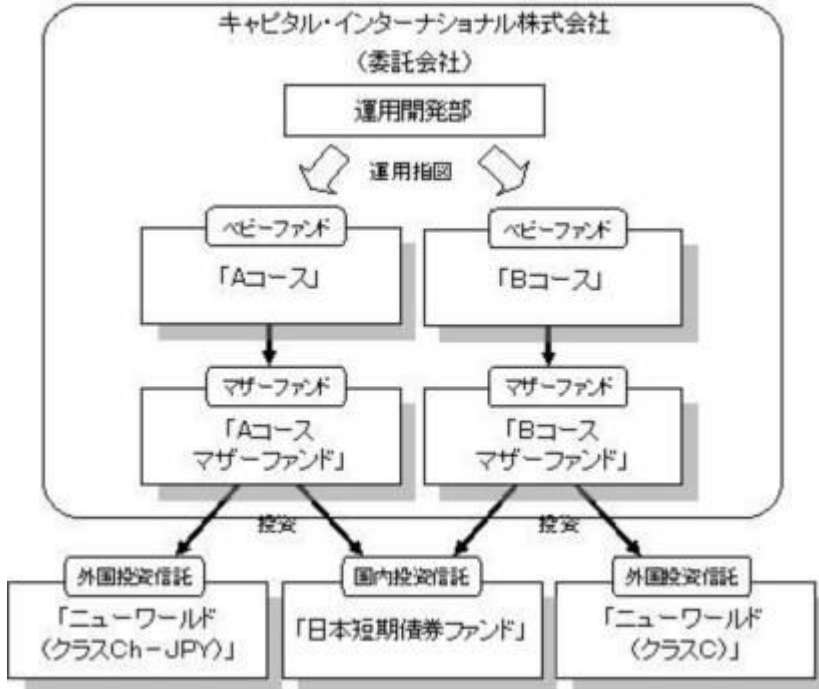 キャピタル・インターナショナル株式会社
(委託会社)
運用開発部
運用指図
ベビーファンド
「Aコース」
ベビーファンド
「Bコース」
マザーファンド
「Aコース
マザーファンド」
マザーファンド
「Bコース
マザーファンド」
投資
投資
外国投資信託
「ニューワールド
(クラスCh-JPY)」
国内投資信託
「日本短期債券ファンド」
外国投資信託
「ニューワールド
(クラスC)」